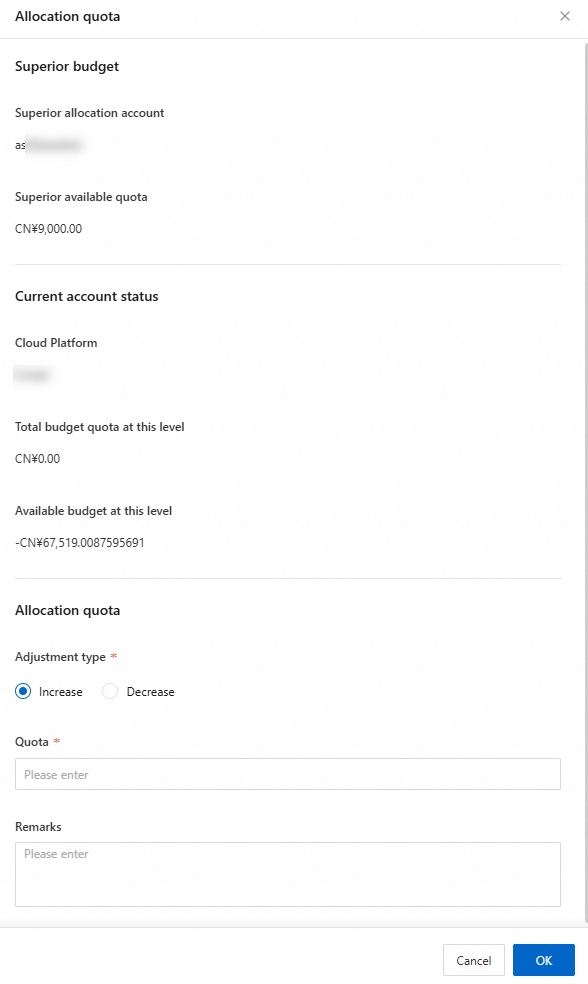 Allocation quota
Superior budget
Superior allocation account
as
Superior available quota
CN¥9,000.00
Current account status
Cloud Platform
Total budget quota at this level
CN¥0.00
Available budget at this level
-CN¥67,519.0087595691
Allocation quota
Adjustment type *
Increase Decrease
Quota *
Please enter
Remarks
Please enter
Cancel OK